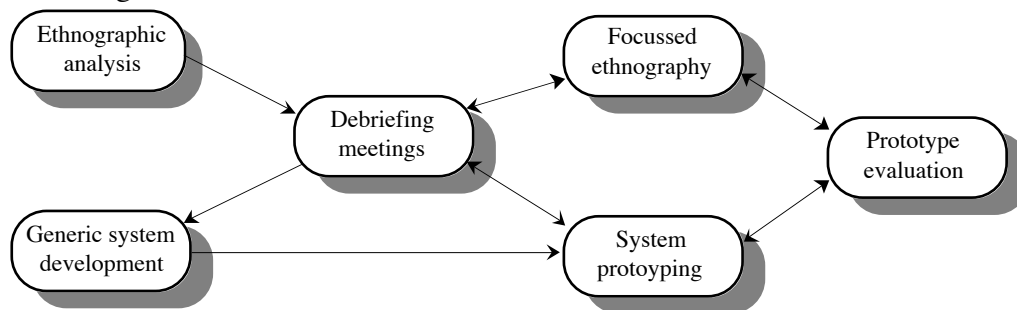 Ethnographic
analysis
Focussed
ethnography
Debriefing
meetings
Prototype
evaluation
Generic system
development
System
protoyping